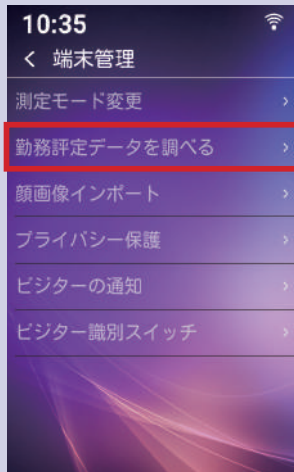 10:35
< 端末管理
測定モード変更 >
勤務評定データを調べる >
顔画像インポート >
プライバシー保護 >
ビジターの通知 >
ビジター識別スイッチ >